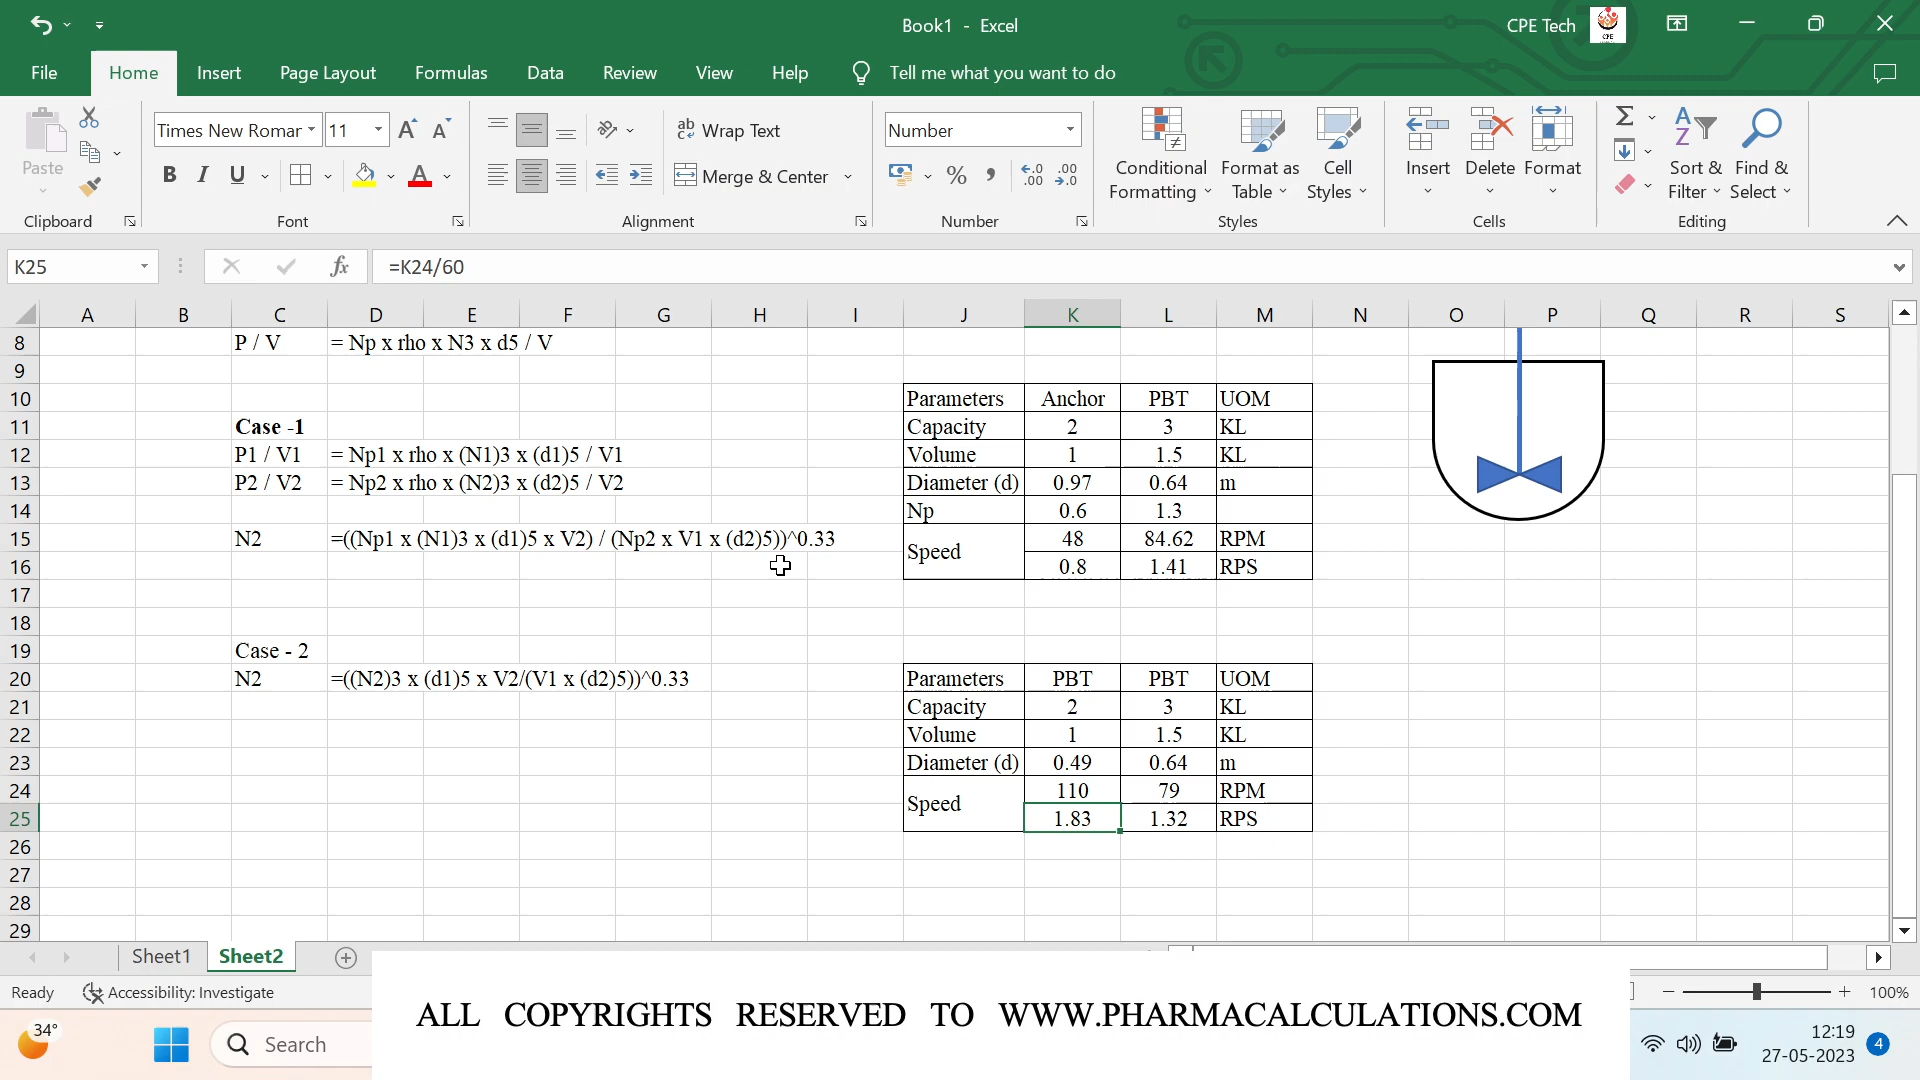 Book1 - Excel
CPE Tech
CPE
File Home Insert Page Layout Formulas Data Review View Help Tell me what you want to do
Paste
Times New Romar 11
Wrap Text
Merge & Center
Number
Conditional Formatting
Format as Table
Cell Styles
Insert Delete Format
Sort & Filter
Find & Select
Clipboard Font Alignment Number Styles Cells Editing
K25 fx =K24/60
A B C D E F G H I J K L M N O P Q R S
8 P / V = Np x rho x N3 x d5 / V
9
10 Parameters Anchor PBT UOM
11 Case -1 Capacity 2 3 KL
12 P1 / V1 = Np1 x rho x (N1)3 x (d1)5 / V1 Volume 1 1.5 KL
13 P2 / V2 = Np2 x rho x (N2)3 x (d2)5 / V2 Diameter (d) 0.97 0.64 m
14 Np 0.6 1.3
15 N2 =((Np1 x (N1)3 x (d1)5 x V2) / (Np2 x V1 x (d2)5))^0.33 Speed 48 84.62 RPM
16 0.8 1.41 RPS
17
18
19 Case - 2
20 N2 =((N2)3 x (d1)5 x V2/(V1 x (d2)5))^0.33 Parameters PBT PBT UOM
21 Capacity 2 3 KL
22 Volume 1 1.5 KL
23 Diameter (d) 0.49 0.64 m
24 Speed 110 79 RPM
25 1.83 1.32 RPS
26
27
28
29
Sheet1 Sheet2
Ready Accessibility: Investigate 100%
ALL COPYRIGHTS RESERVED TO WWW.PHARMACALCULATIONS.COM
34° Search 12:19
27-05-2023 4